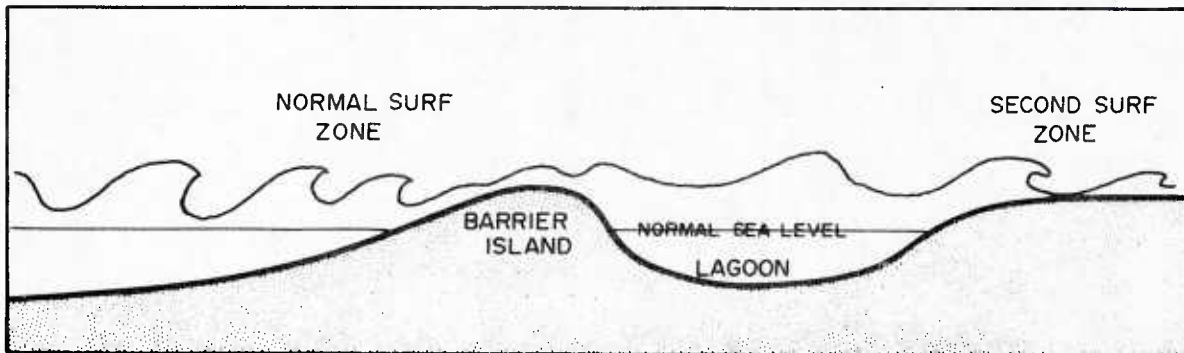 NORMAL SURF
ZONE
SECOND SURF
ZONE
BARRIER
ISLAND
NORMAL SEA LEVEL
LAGOON